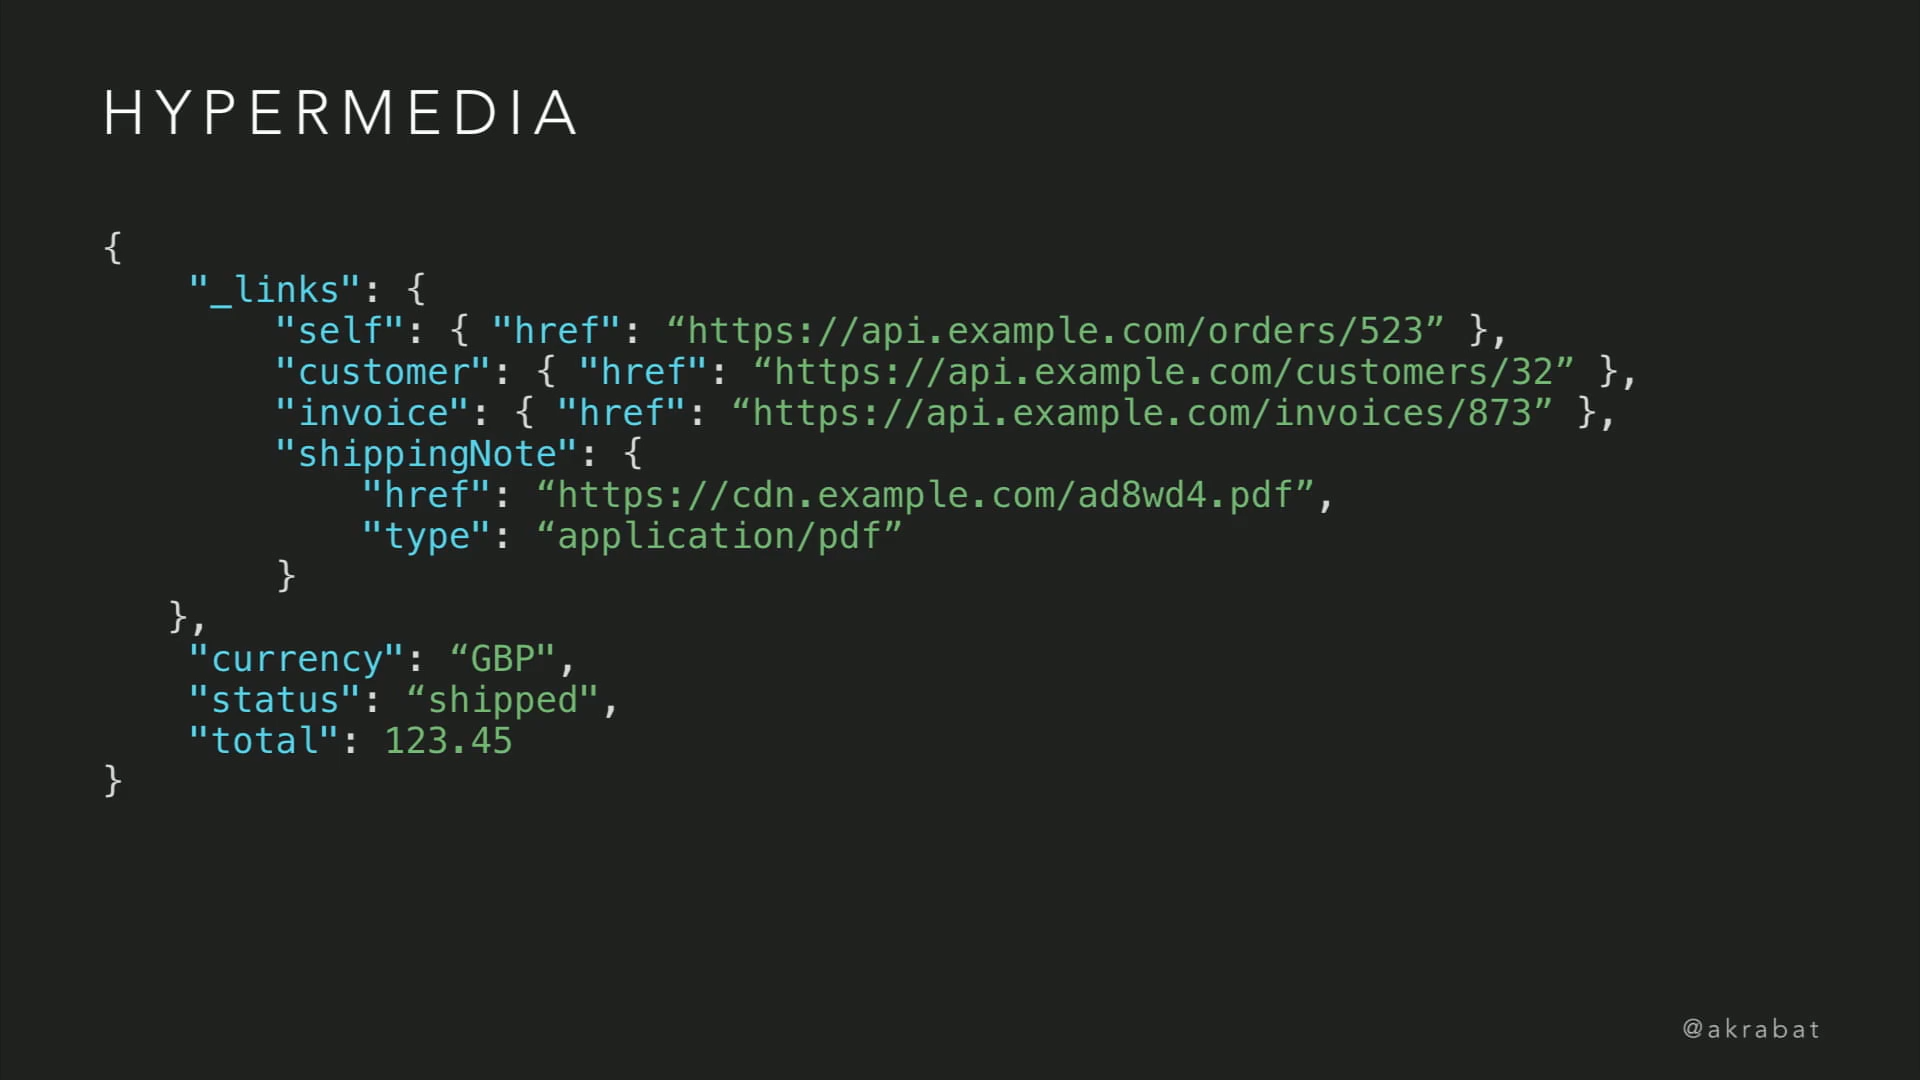 HYPERMEDIA
{
    "_links": {
        "self": { "href": “https://api.example.com/orders/523” },
        "customer": { "href": “https://api.example.com/customers/32” },
        "invoice": { "href": “https://api.example.com/invoices/873” },
        "shippingNote": {
            "href": “https://cdn.example.com/ad8wd4.pdf”,
            "type": “application/pdf”
        }
   },
    "currency": “GBP",
    "status": “shipped",
    "total": 123.45
}
@akrabat